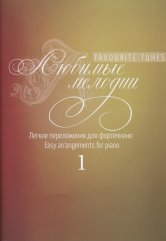 FAVOURITE TUNES
Любимые
мелодии
Легкие переложения для фортепиано
Easy arrangements for piano
1